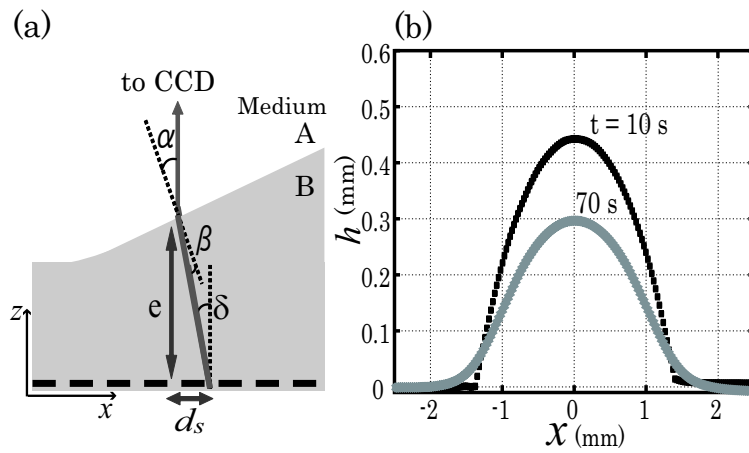 (a)
to CCD
Medium
A
B
α
β
e
δ
z
x
ds
(b)
0.6
0.5
0.4
0.3
0.2
0.1
0
h (mm)
t = 10 s
70 s
-2
-1
0
1
2
x (mm)